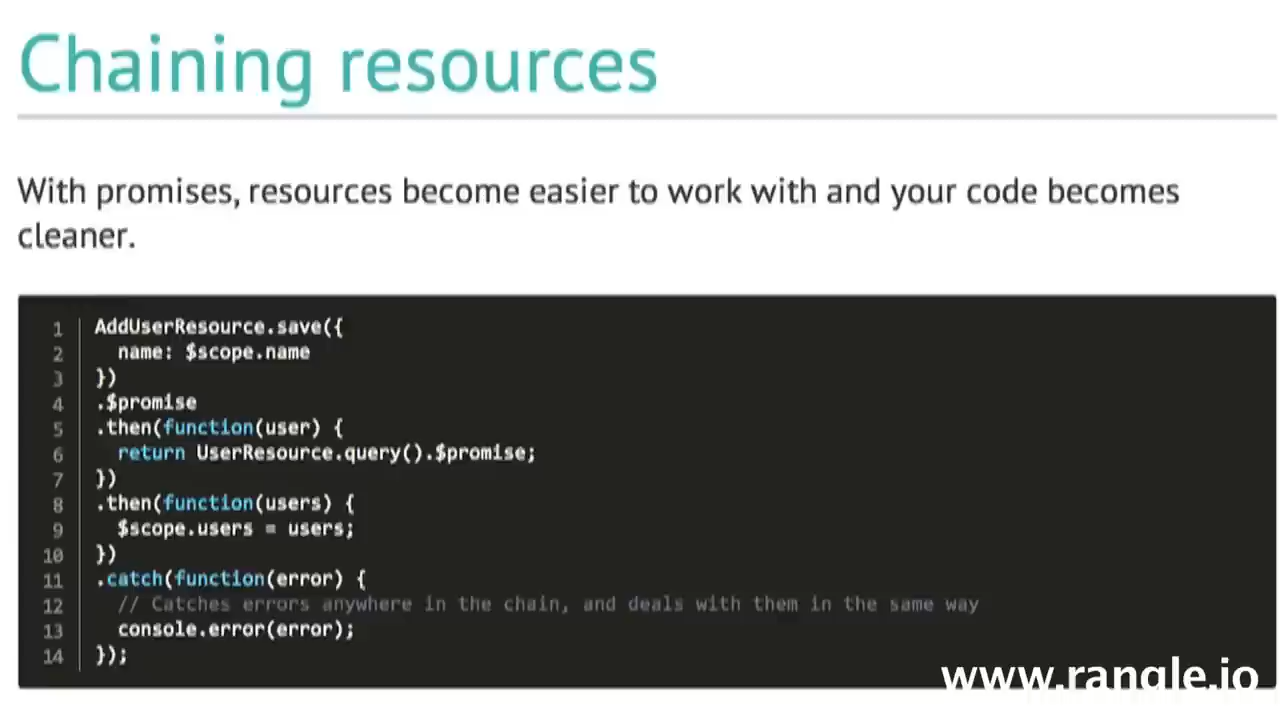 Chaining resources
With promises, resources become easier to work with and your code becomes
cleaner.
1 AddUserResource.save({
2   name: $scope.name
3 })
4 .$promise
5 .then(function(user) {
6   return UserResource.query().$promise;
7 })
8 .then(function(users) {
9   $scope.users = users;
10 })
11 .catch(function(error) {
12   // Catches errors anywhere in the chain, and deals with them in the same way
13   console.error(error);
14 });
www.rangle.io